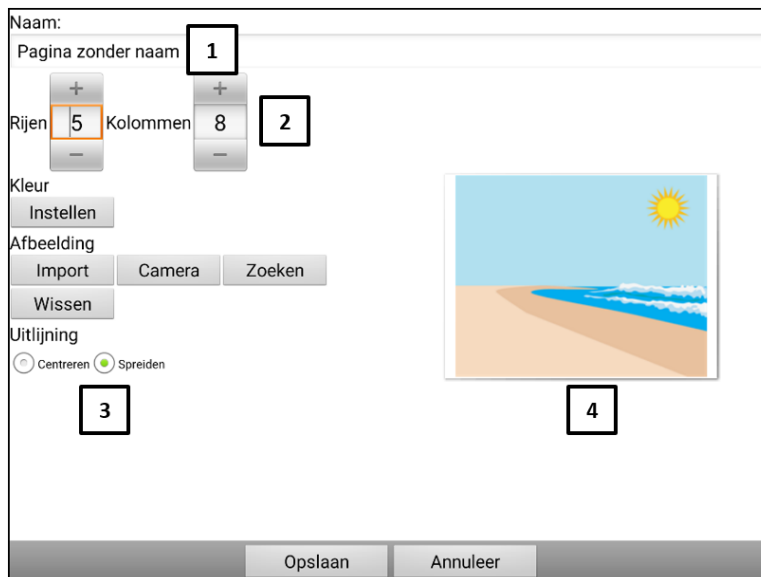 Naam:
Pagina zonder naam 1
+ +
Rijen 5 Kolommen 8 2
− −
Kleur
Instellen
Afbeelding
Import Camera Zoeken
Wissen
Uitlijning
Centreren Spreiden
3 4
Opslaan Annuleer